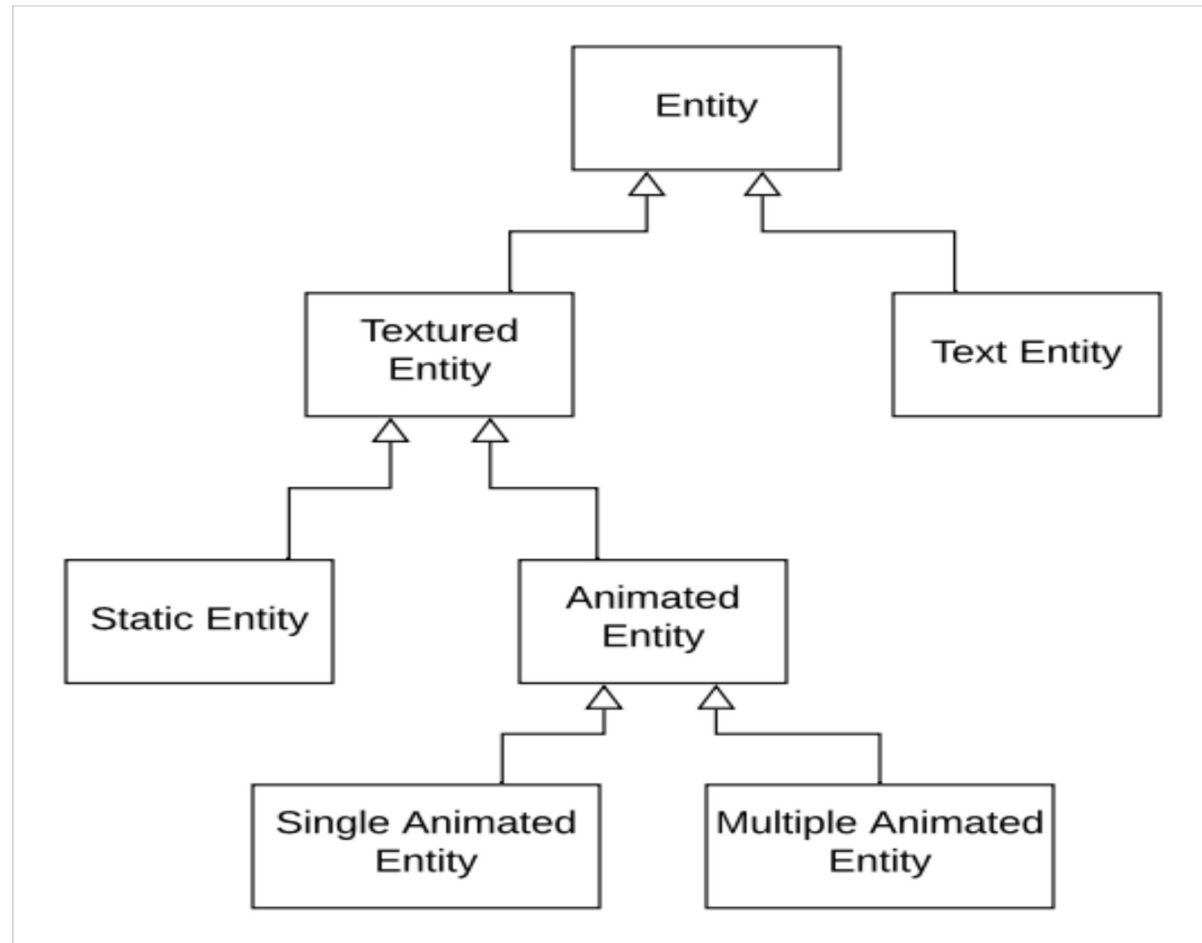 Entity
Textured
Entity
Text Entity
Static Entity
Animated
Entity
Single Animated
Entity
Multiple Animated
Entity